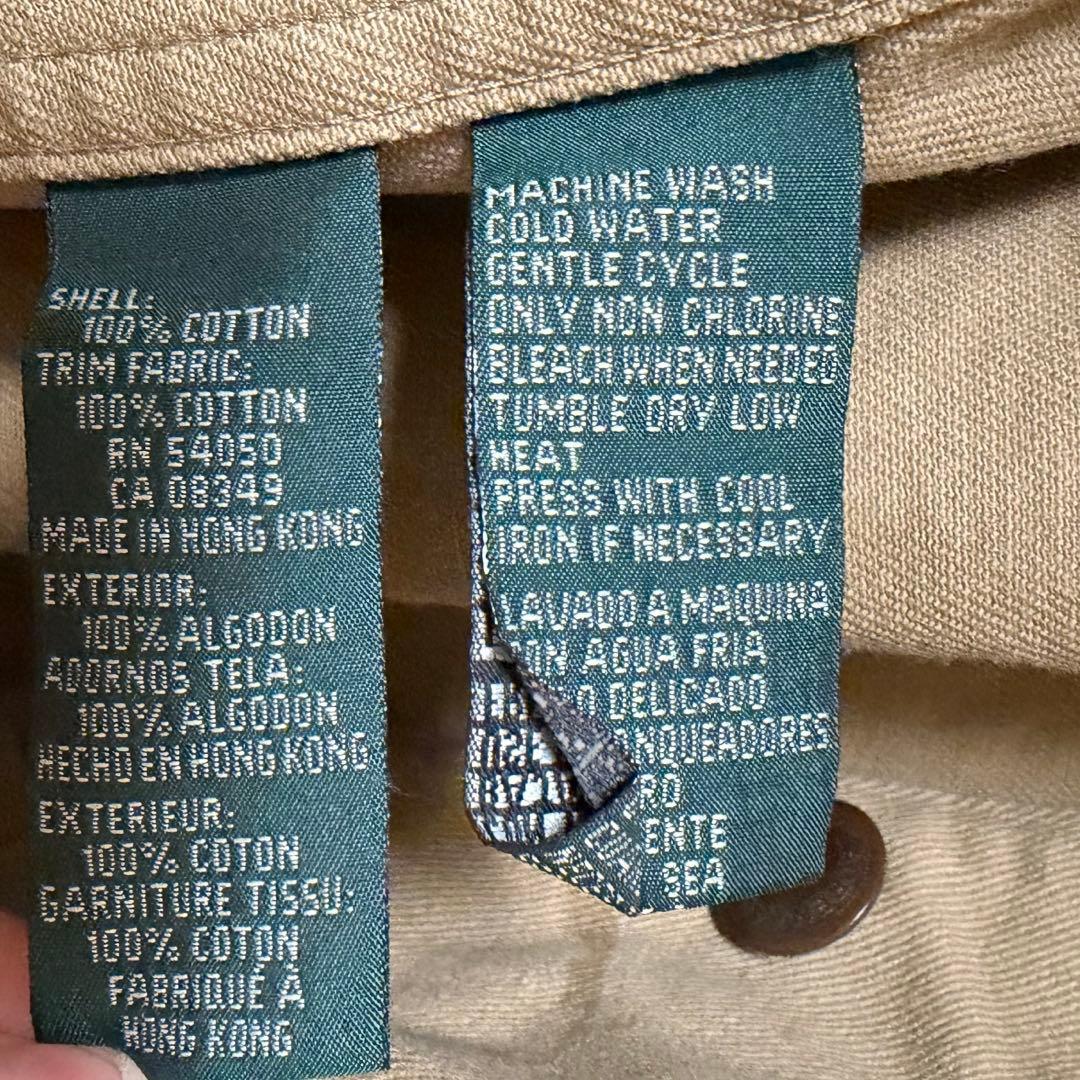 SHELL:
100% COTTON
TRIM FABRIC:
100% COTTON
RN 54050
CA 08349
MADE IN HONG KONG
EXTERIOR:
100% ALGODON
ADORNOS TELA:
100% ALGODON
HECHO EN HONG KONG
EXTERIEUR:
100% COTON
GARNITURE TISSU:
100% COTON
FABRIQUÉ À
HONG KONG
MACHINE WASH
COLD WATER
GENTLE CYCLE
ONLY NON CHLORINE
BLEACH WHEN NEEDED
TUMBLE DRY LOW
HEAT
PRESS WITH COOL
IRON IF NECESSARY
LAVADO A MAQUINA
AGUA FRIA
DELICADO